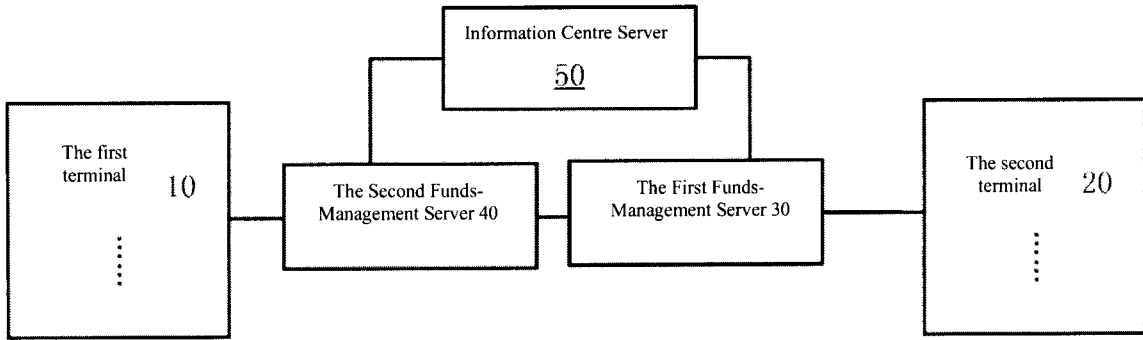 Information Centre Server
50
The first
terminal
10
The Second Funds-
Management Server 40
The First Funds-
Management Server 30
The second
terminal
20